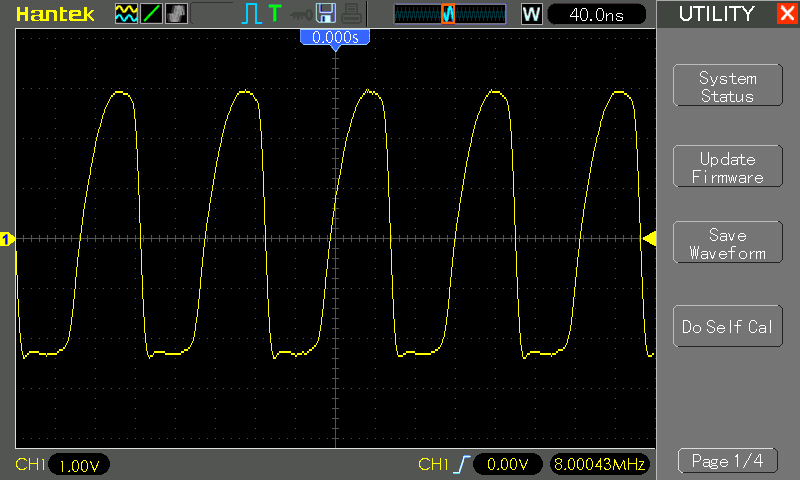 Hantek
T
W
40.0ns
UTILITY
X
0.000s
System
Status
Update
Firmware
1
Save
Waveform
Do Self Cal
CH1
1.00V
CH1
0.00V
8.00043MHz
Page 1/4